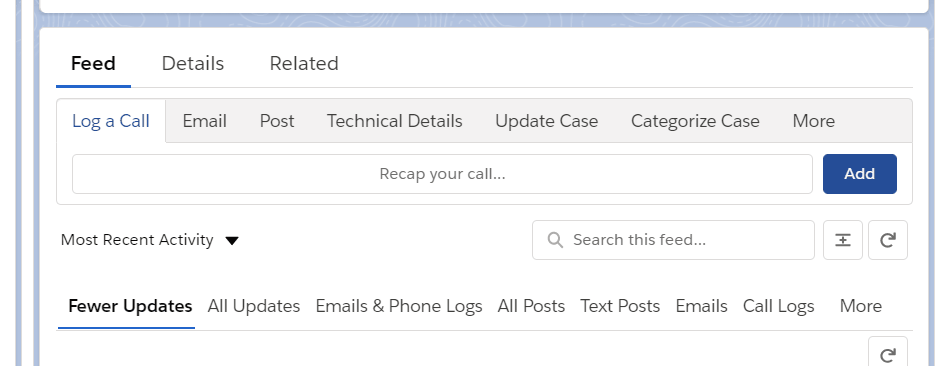 Feed Details Related
Log a Call Email Post Technical Details Update Case Categorize Case More
Recap your call... Add
Most Recent Activity Search this feed...
Fewer Updates All Updates Emails & Phone Logs All Posts Text Posts Emails Call Logs More